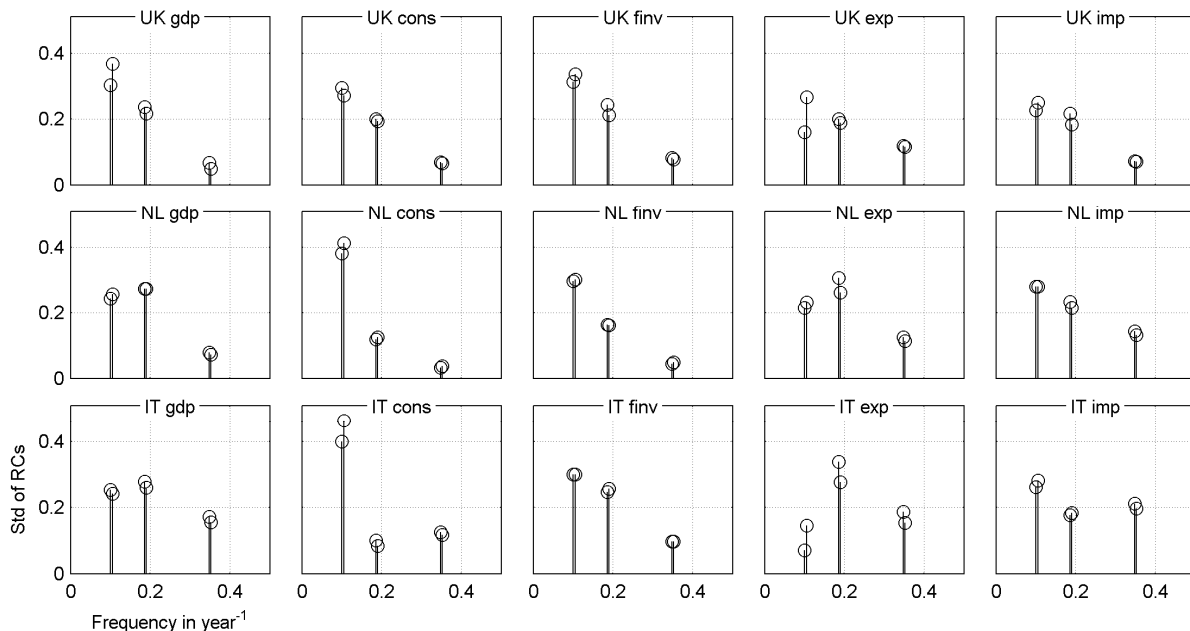 UK gdp UK cons UK finv UK exp UK imp
0.4
0.2
0
NL gdp NL cons NL finv NL exp NL imp
0.4
0.2
0
IT gdp IT cons IT finv IT exp IT imp
0.4
0.2
0
Std of RCs
0 0.2 0.4 0 0.2 0.4 0 0.2 0.4 0 0.2 0.4 0 0.2 0.4
Frequency in year⁻¹